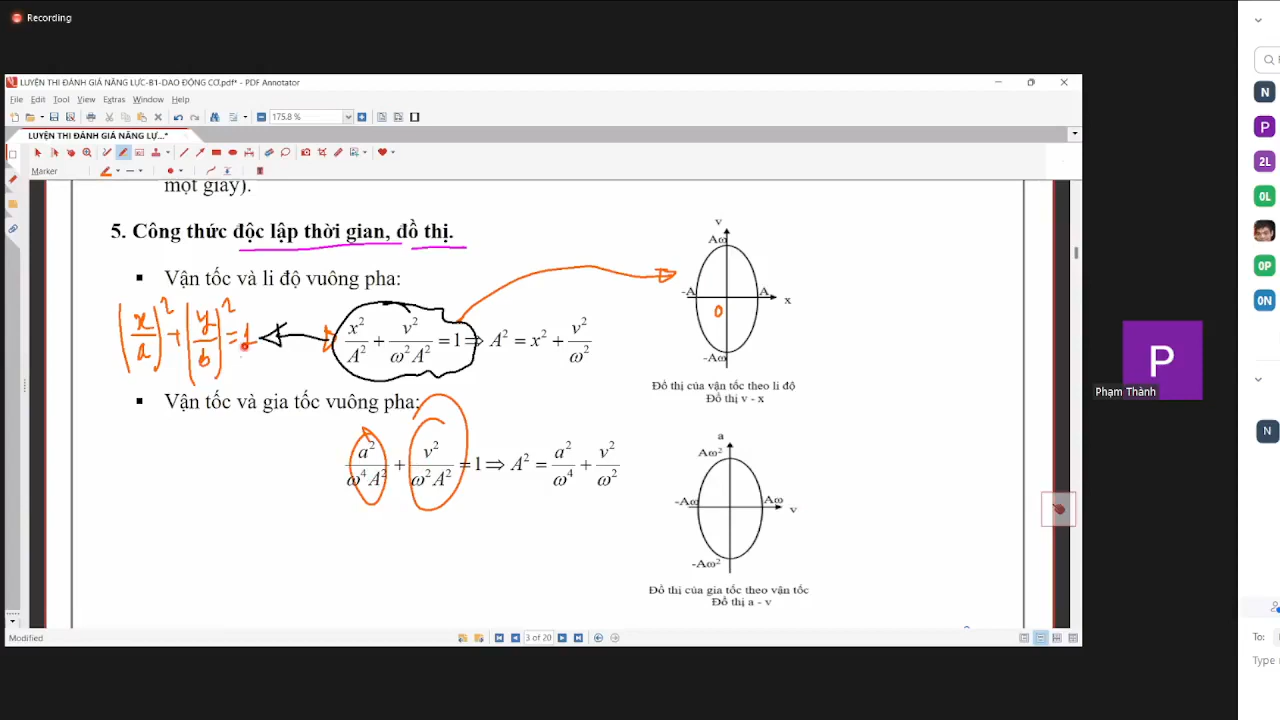 Recording
LUYỆN THI ĐÁNH GIÁ NĂNG LỰC-B1-DAO ĐỘNG CƠ.pdf* - PDF Annotator
File Edit Tool View Extras Window Help
175.8 %
LUYỆN THI ĐÁNH GIÁ NĂNG LỰ...*
Marker
một giây).
5. Công thức độc lập thời gian, đồ thị.
▪ Vận tốc và li độ vuông pha:
(x/a)² + (y/b)² = 1
x²/A² + v²/ω²A² = 1 ⇒ A² = x² + v²/ω²
v
Aω
-A A x
0
-Aω
Đồ thị của vận tốc theo li độ
Đồ thị v - x
▪ Vận tốc và gia tốc vuông pha:
a²/ω⁴A² + v²/ω²A² = 1 ⇒ A² = a²/ω⁴ + v²/ω²
a
Aω²
-Aω Aω v
-Aω²
Đồ thị của gia tốc theo vận tốc
Đồ thị a - v
Modified
3 of 20
P
Phạm Thành
N
P
2L
0L
0P
0N
N
To:
Type